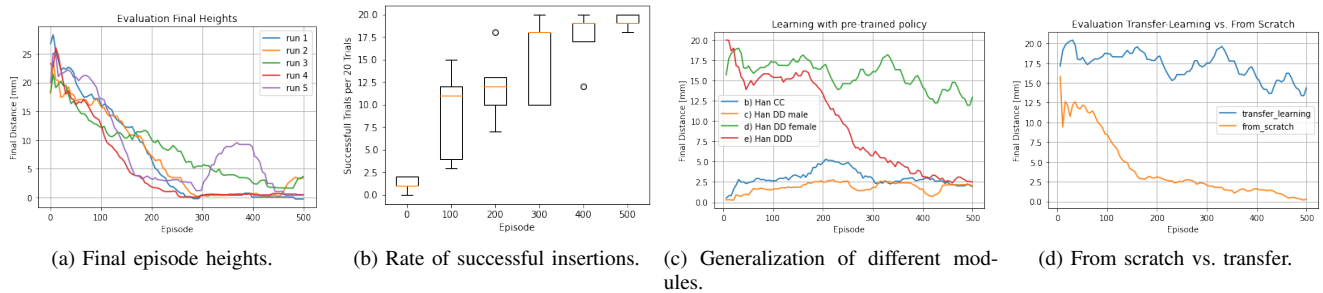 Evaluation Final Heights
Final Distance [mm]
25
20
15
10
5
0
run 1
run 2
run 3
run 4
run 5
0 100 200 300 400 500
Episode
(a) Final episode heights.
Successfull Trials per 20 Trials
20.0
17.5
15.0
12.5
10.0
7.5
5.0
2.5
0.0
0 100 200 300 400 500
Episode
(b) Rate of successful insertions.
Learning with pre-trained policy
Final Distance [mm]
20.0
17.5
15.0
12.5
10.0
7.5
5.0
2.5
0.0
b) Han CC
c) Han DD male
d) Han DD female
e) Han DDD
0 100 200 300 400 500
Episode
(c) Generalization of different mod-
ules.
Evaluation Transfer-Learning vs. From Scratch
Final Distance [mm]
20.0
17.5
15.0
12.5
10.0
7.5
5.0
2.5
0.0
transfer_learning
from_scratch
0 100 200 300 400 500
Episode
(d) From scratch vs. transfer.